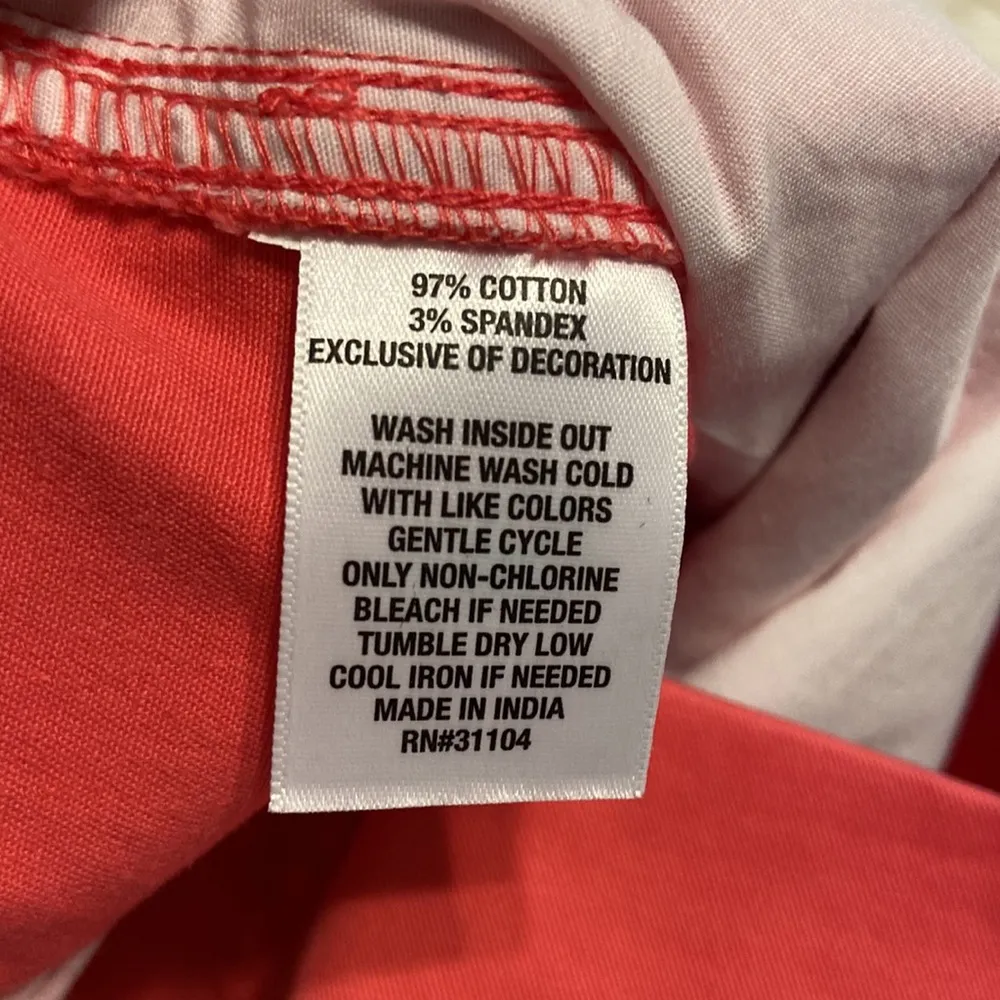 97% COTTON
3% SPANDEX
EXCLUSIVE OF DECORATION
WASH INSIDE OUT
MACHINE WASH COLD
WITH LIKE COLORS
GENTLE CYCLE
ONLY NON-CHLORINE
BLEACH IF NEEDED
TUMBLE DRY LOW
COOL IRON IF NEEDED
MADE IN INDIA
RN#31104